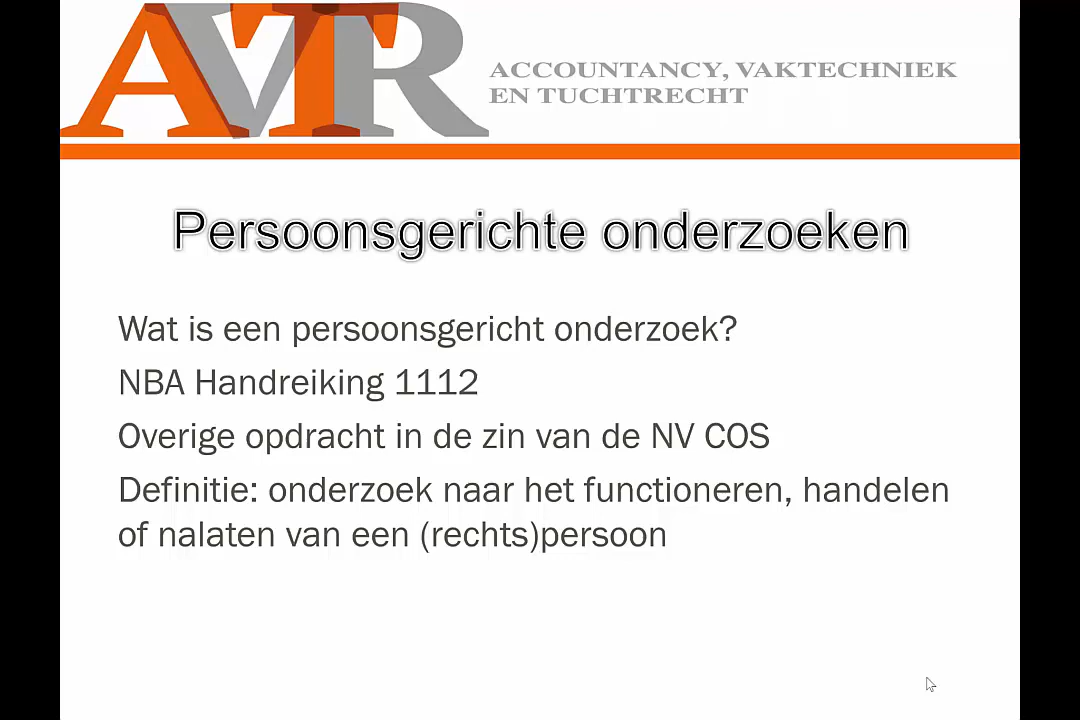 AVTR
ACCOUNTANCY, VAKTECHNIEK
EN TUCHTRECHT
Persoonsgerichte onderzoeken
Wat is een persoonsgericht onderzoek?
NBA Handreiking 1112
Overige opdracht in de zin van de NV COS
Definitie: onderzoek naar het functioneren, handelen
of nalaten van een (rechts)persoon